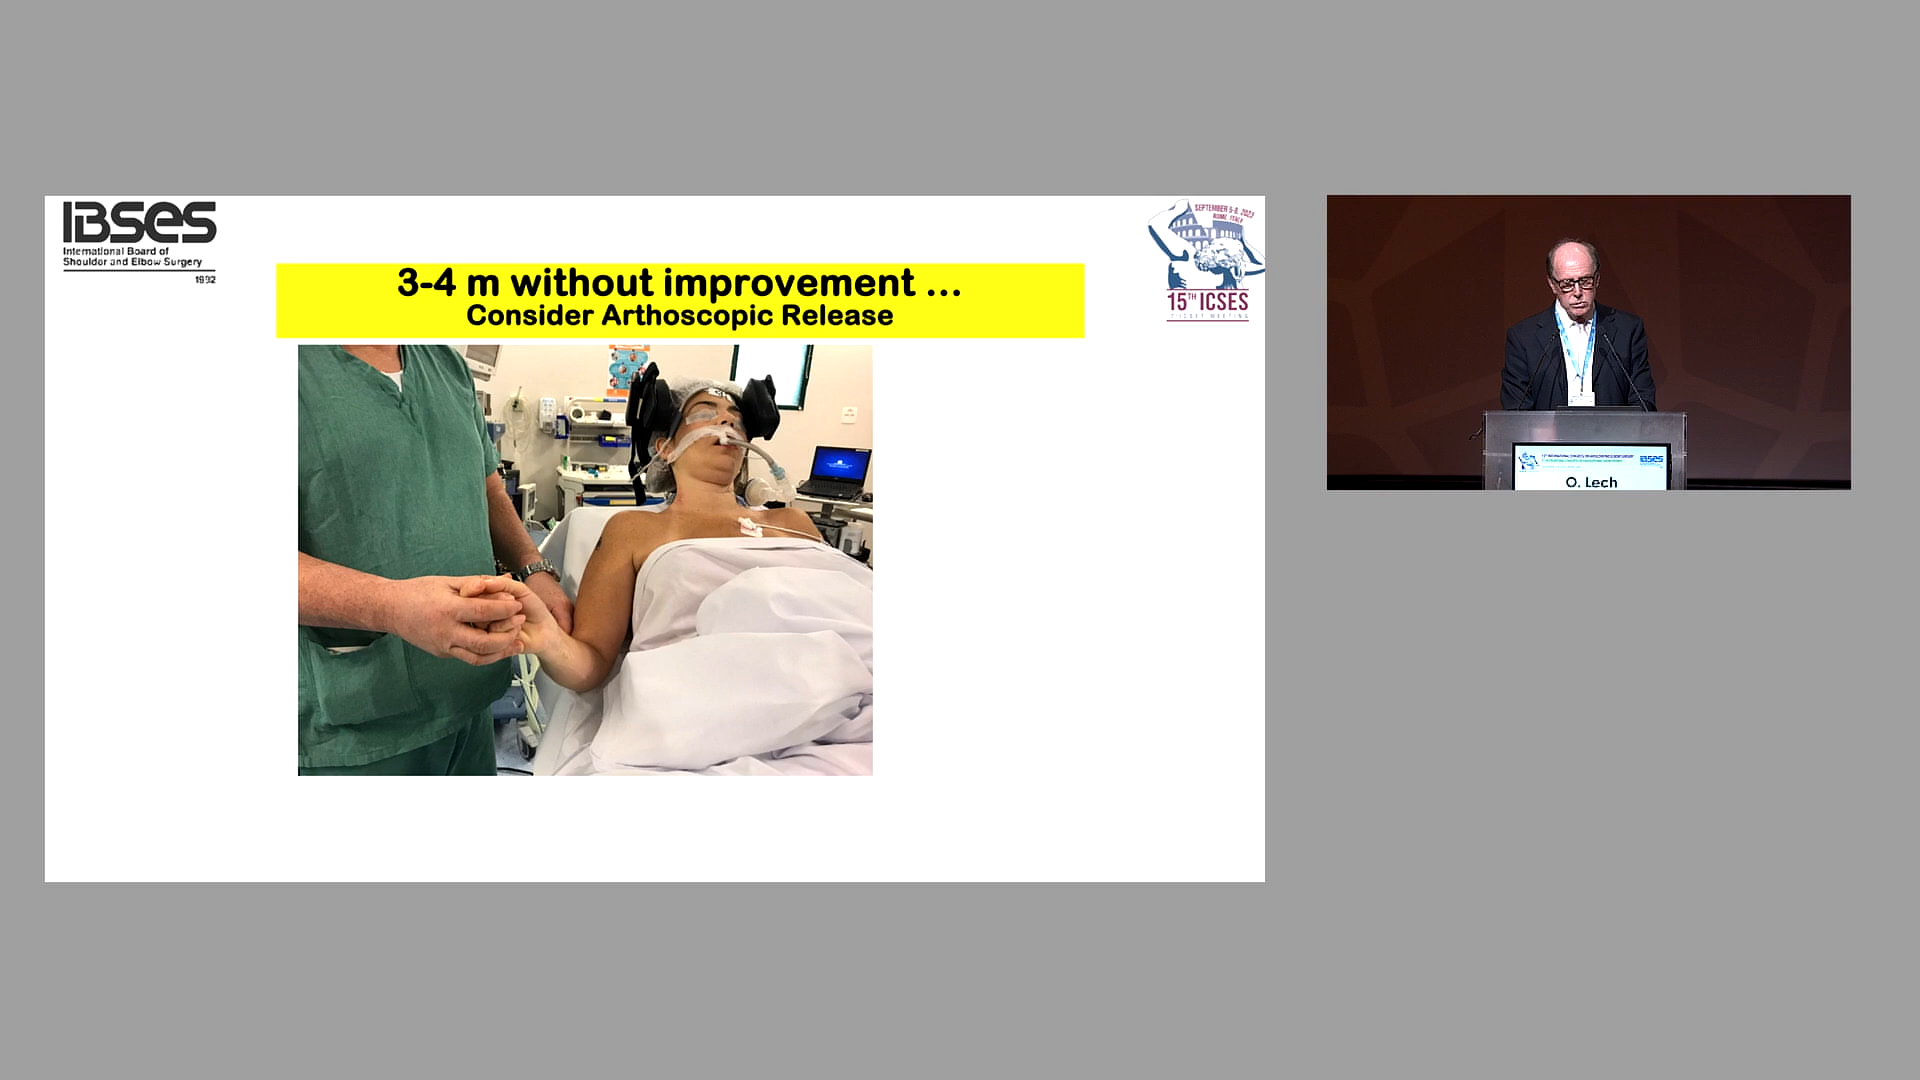 IBSES
International Board of
Shoulder and Elbow Surgery
1992
SEPTEMBER 5-8, 2023
ROME, ITALY
15TH ICSES
3-4 m without improvement ...
Consider Arthoscopic Release
IBSES
O. Lech